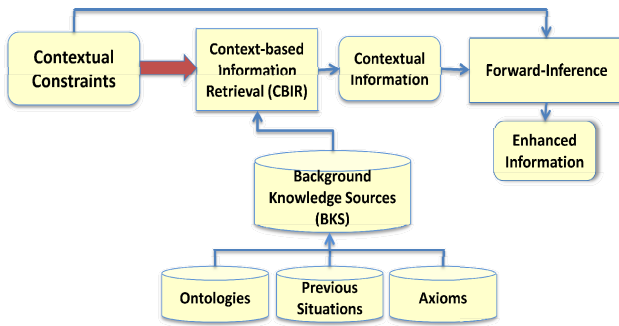 Contextual
Constraints
Context-based
Information
Retrieval (CBIR)
Contextual
Information
Forward-Inference
Enhanced
Information
Background
Knowledge Sources
(BKS)
Ontologies
Previous
Situations
Axioms